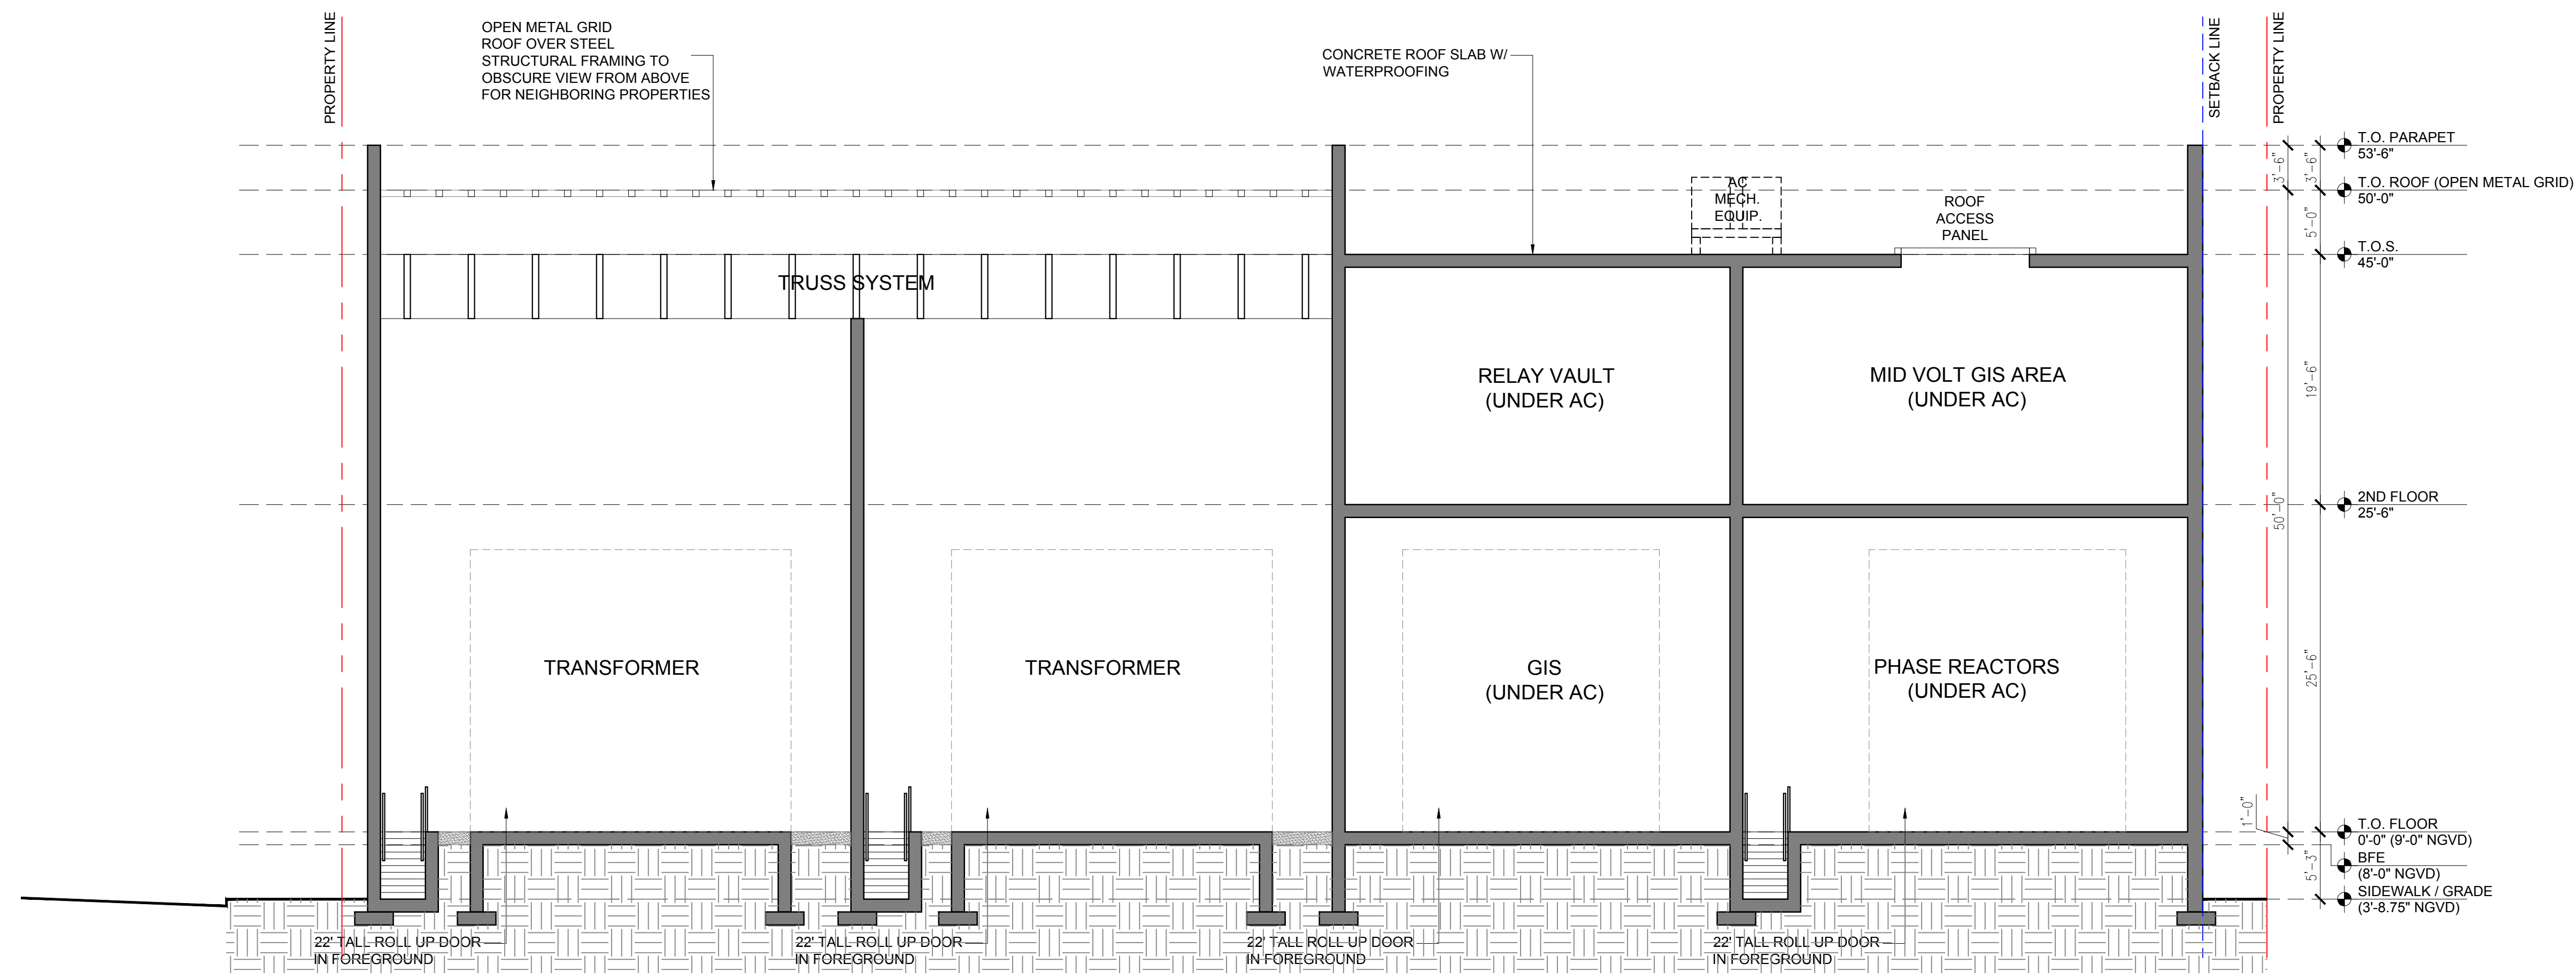 PROPERTY LINE
OPEN METAL GRID
ROOF OVER STEEL
STRUCTURAL FRAMING TO
OBSCURE VIEW FROM ABOVE
FOR NEIGHBORING PROPERTIES
CONCRETE ROOF SLAB W/
WATERPROOFING
SETBACK LINE
PROPERTY LINE
T.O. PARAPET
53'-6"
3'-6"
3'-6"
T.O. ROOF (OPEN METAL GRID)
50'-0"
AC
MECH.
EQUIP.
ROOF
ACCESS
PANEL
5'-0"
T.O.S.
45'-0"
TRUSS SYSTEM
RELAY VAULT
(UNDER AC)
MID VOLT GIS AREA
(UNDER AC)
19'-6"
2ND FLOOR
25'-6"
50'-0"
TRANSFORMER
TRANSFORMER
GIS
(UNDER AC)
PHASE REACTORS
(UNDER AC)
25'-6"
1'-0"
T.O. FLOOR
0'-0" (9'-0" NGVD)
BFE
(8'-0" NGVD)
5'-3"
SIDEWALK / GRADE
(3'-8.75" NGVD)
22' TALL ROLL UP DOOR
IN FOREGROUND
22' TALL ROLL UP DOOR
IN FOREGROUND
22' TALL ROLL UP DOOR
IN FOREGROUND
22' TALL ROLL UP DOOR
IN FOREGROUND